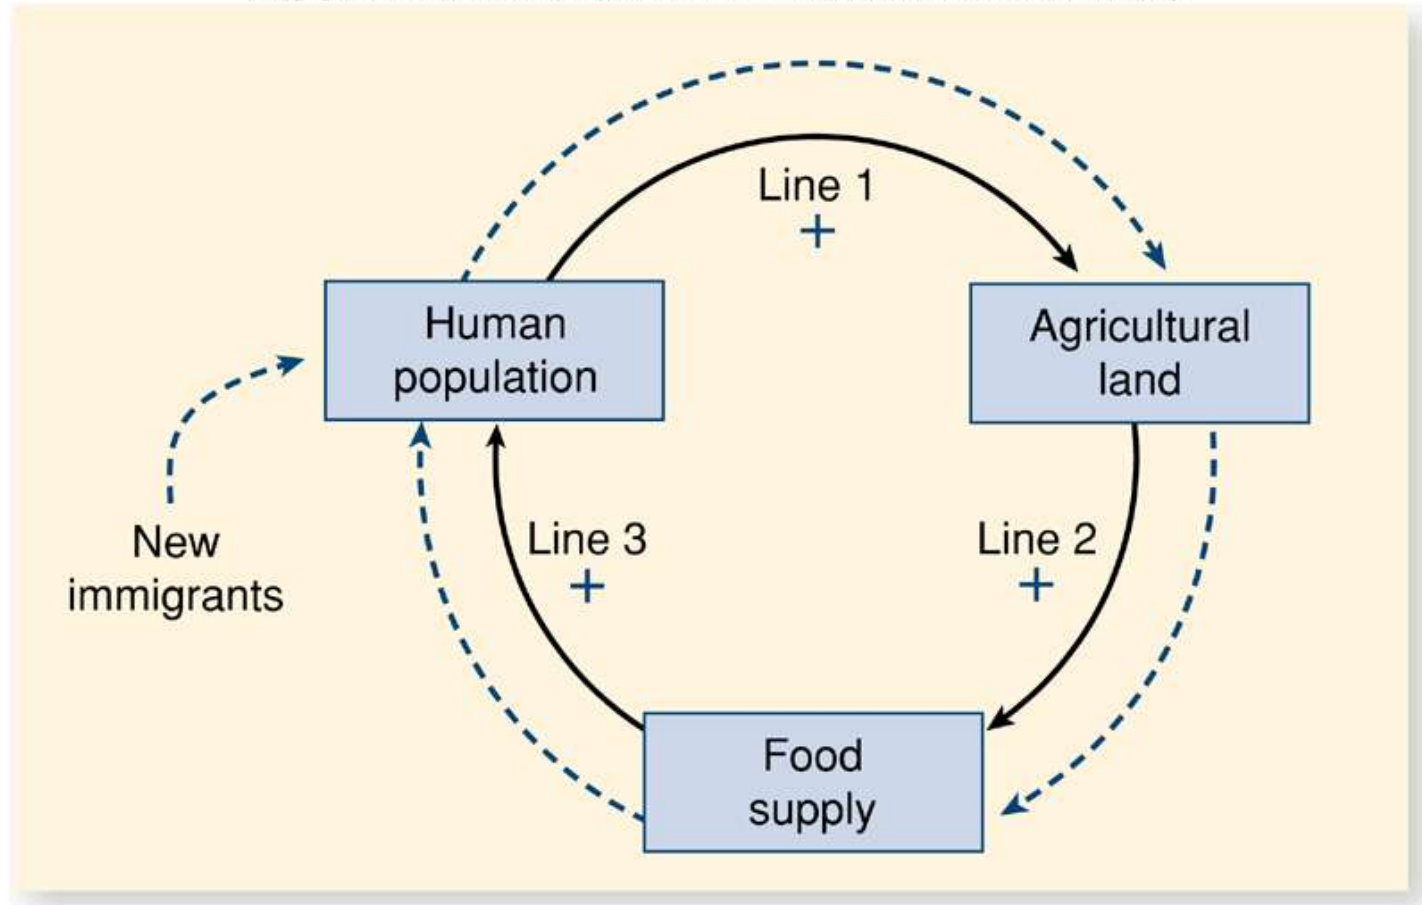 Line 1
+
Human
population
Agricultural
land
New
immigrants
Line 3
+
Line 2
+
Food
supply